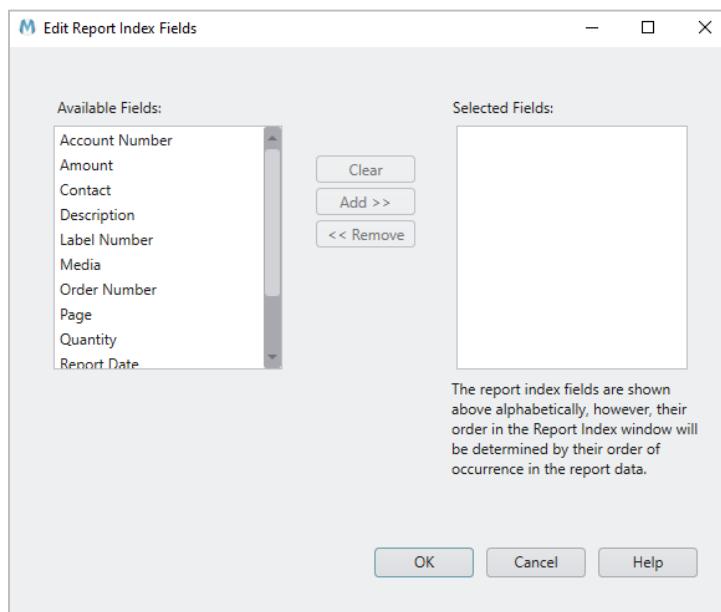 Edit Report Index Fields
Available Fields:
Account Number
Amount
Contact
Description
Label Number
Media
Order Number
Page
Quantity
Report Date
Clear
Add >>
<< Remove
Selected Fields:
The report index fields are shown
above alphabetically, however, their
order in the Report Index window will
be determined by their order of
occurrence in the report data.
OK
Cancel
Help